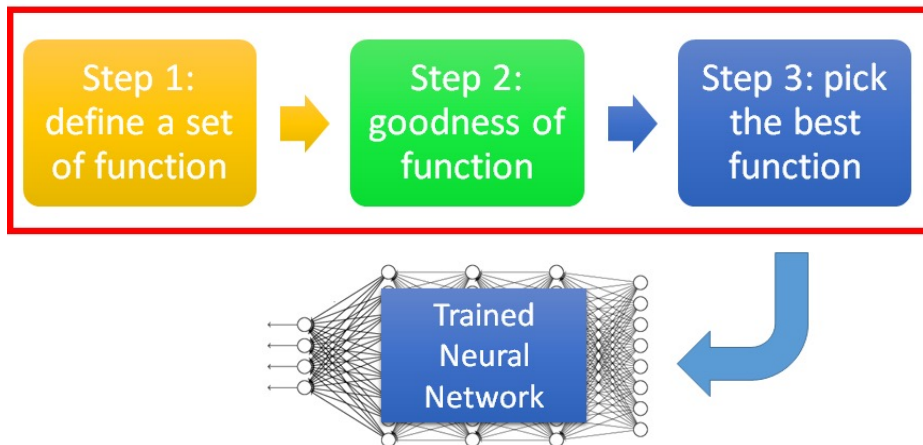 Step 1:
define a set
of function
Step 2:
goodness of
function
Step 3: pick
the best
function
Trained
Neural
Network